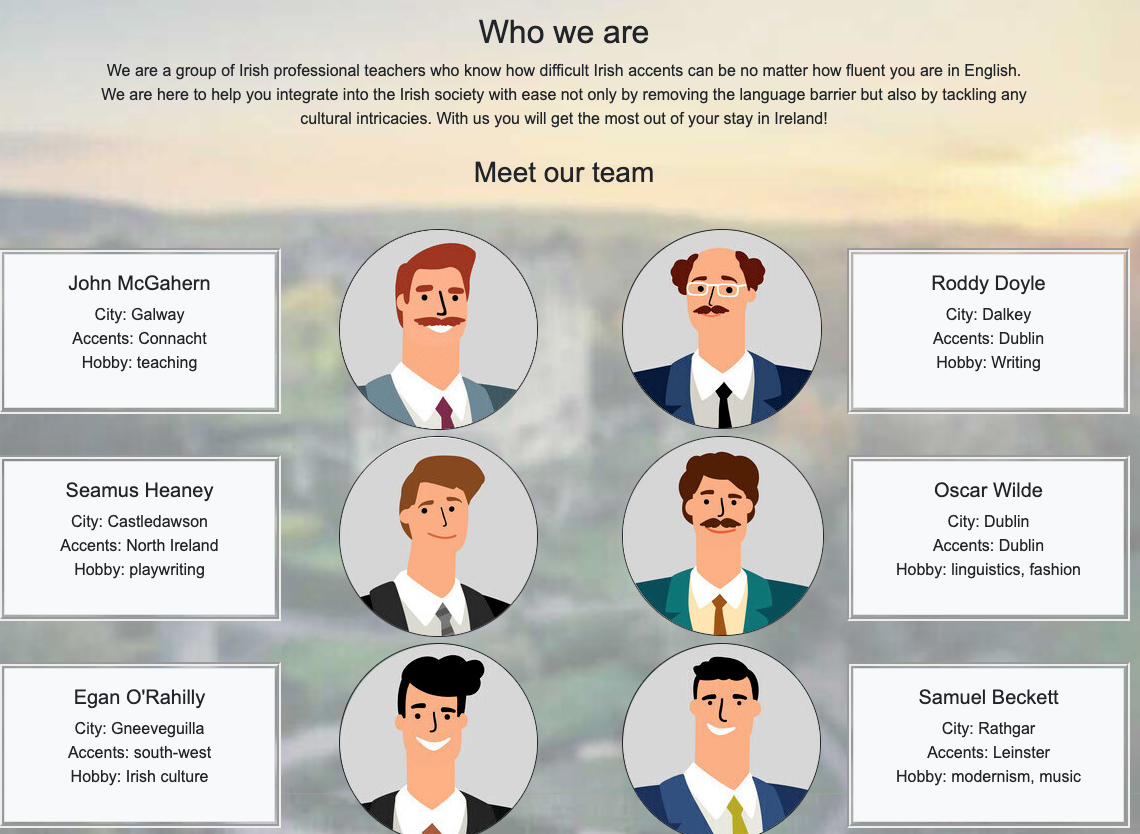 Who we are
We are a group of Irish professional teachers who know how difficult Irish accents can be no matter how fluent you are in English.
We are here to help you integrate into the Irish society with ease not only by removing the language barrier but also by tackling any
cultural intricacies. With us you will get the most out of your stay in Ireland!
Meet our team
John McGahern
City: Galway
Accents: Connacht
Hobby: teaching
Roddy Doyle
City: Dalkey
Accents: Dublin
Hobby: Writing
Seamus Heaney
City: Castledawson
Accents: North Ireland
Hobby: playwriting
Oscar Wilde
City: Dublin
Accents: Dublin
Hobby: linguistics, fashion
Egan O'Rahilly
City: Gneeveguilla
Accents: south-west
Hobby: Irish culture
Samuel Beckett
City: Rathgar
Accents: Leinster
Hobby: modernism, music